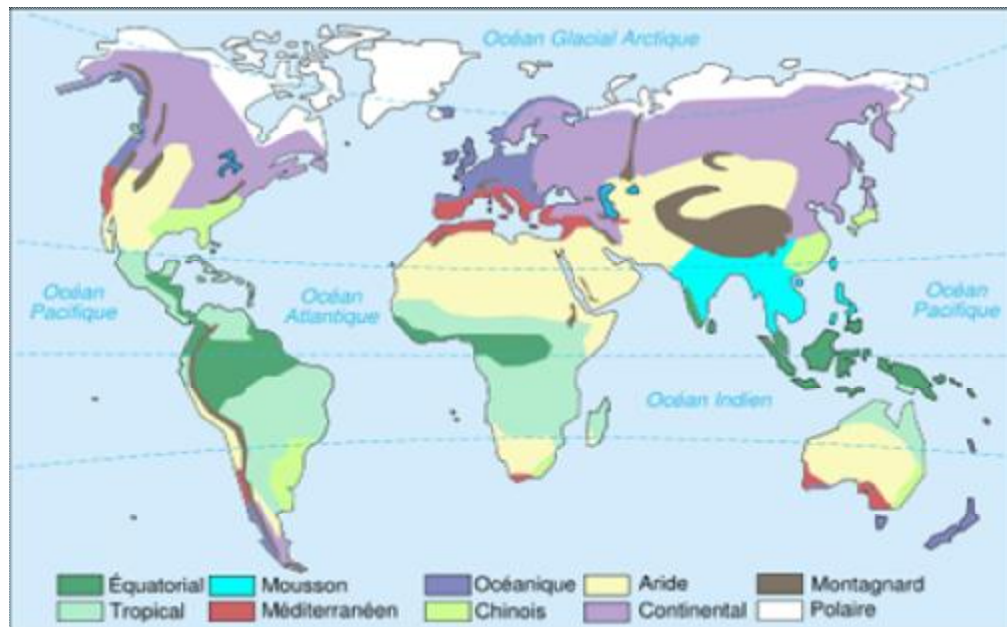 Océan Glacial Arctique
Océan
Pacifique
Océan
Atlantique
Océan
Pacifique
Océan Indien
Équatorial
Mousson
Océanique
Aride
Montagnard
Tropical
Méditerranéen
Chinois
Continental
Polaire